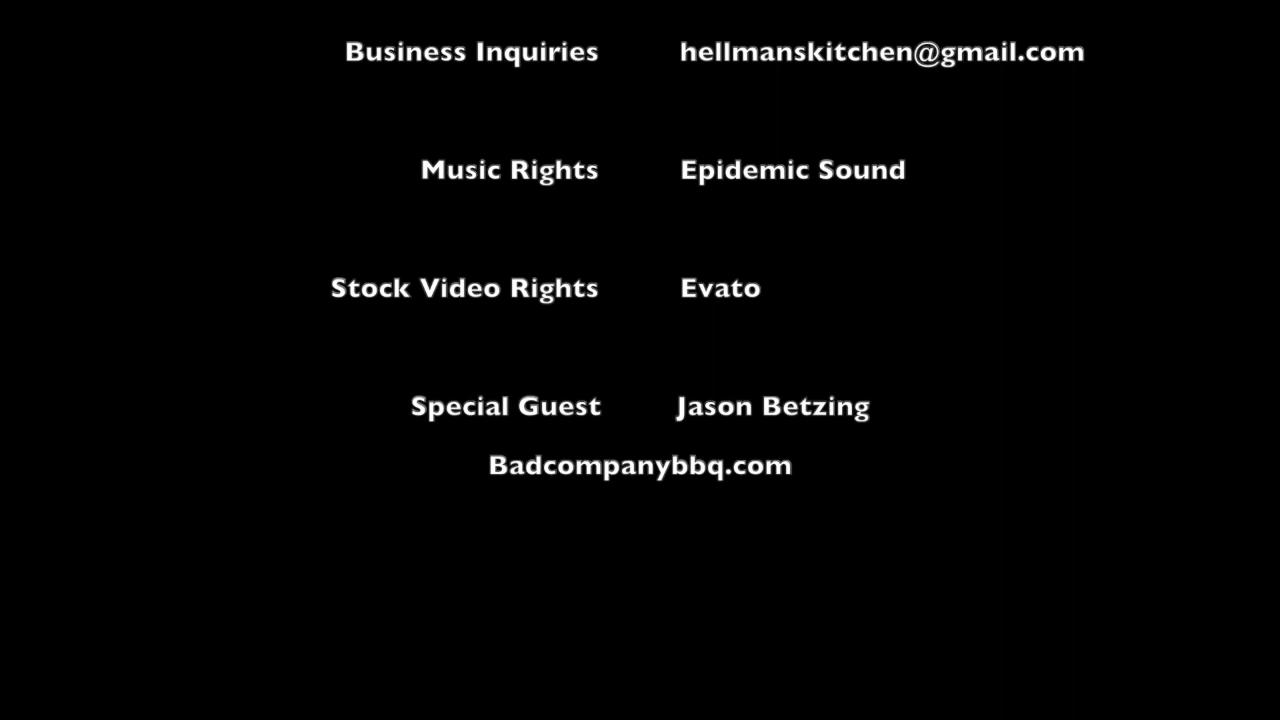 Business Inquiries hellmanskitchen@gmail.com
Music Rights Epidemic Sound
Stock Video Rights Evato
Special Guest Jason Betzing
Badcompanybbq.com